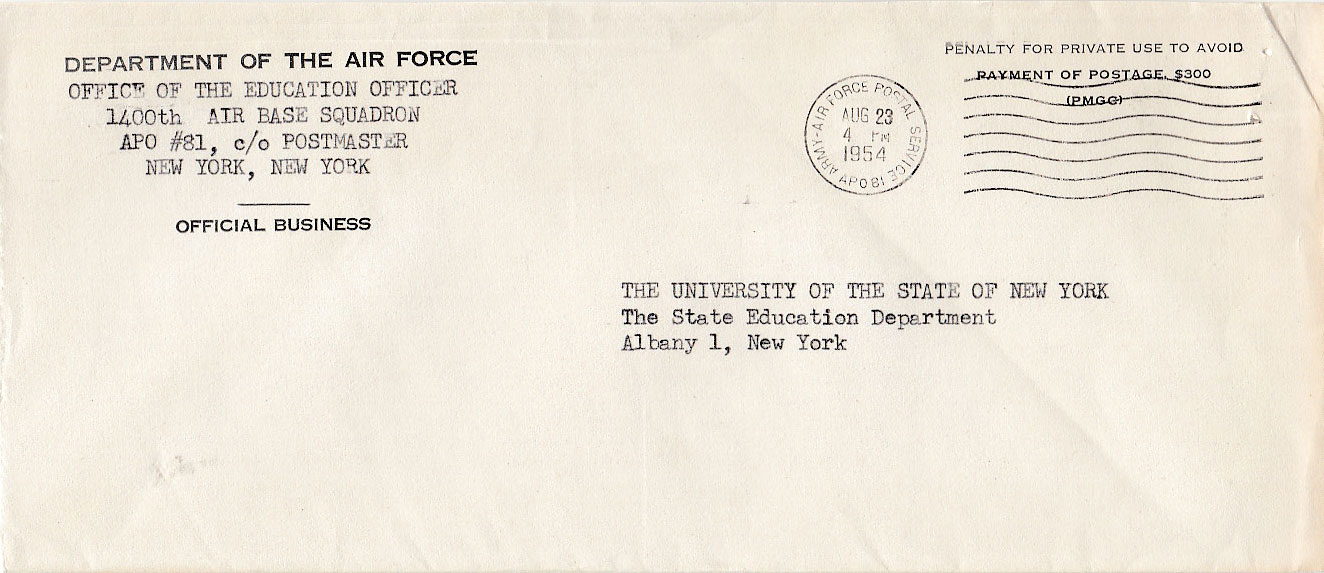 DEPARTMENT OF THE AIR FORCE
OFFICE OF THE EDUCATION OFFICER
1400th AIR BASE SQUADRON
APO #81, c/o POSTMASTER
NEW YORK, NEW YORK
OFFICIAL BUSINESS
PENALTY FOR PRIVATE USE TO AVOID
PAYMENT OF POSTAGE, $300
(PMGC)
ARMY-AIR FORCE POSTAL SERVICE
AUG 23
4 PM
1954
APO 81
THE UNIVERSITY OF THE STATE OF NEW YORK
The State Education Department
Albany 1, New York